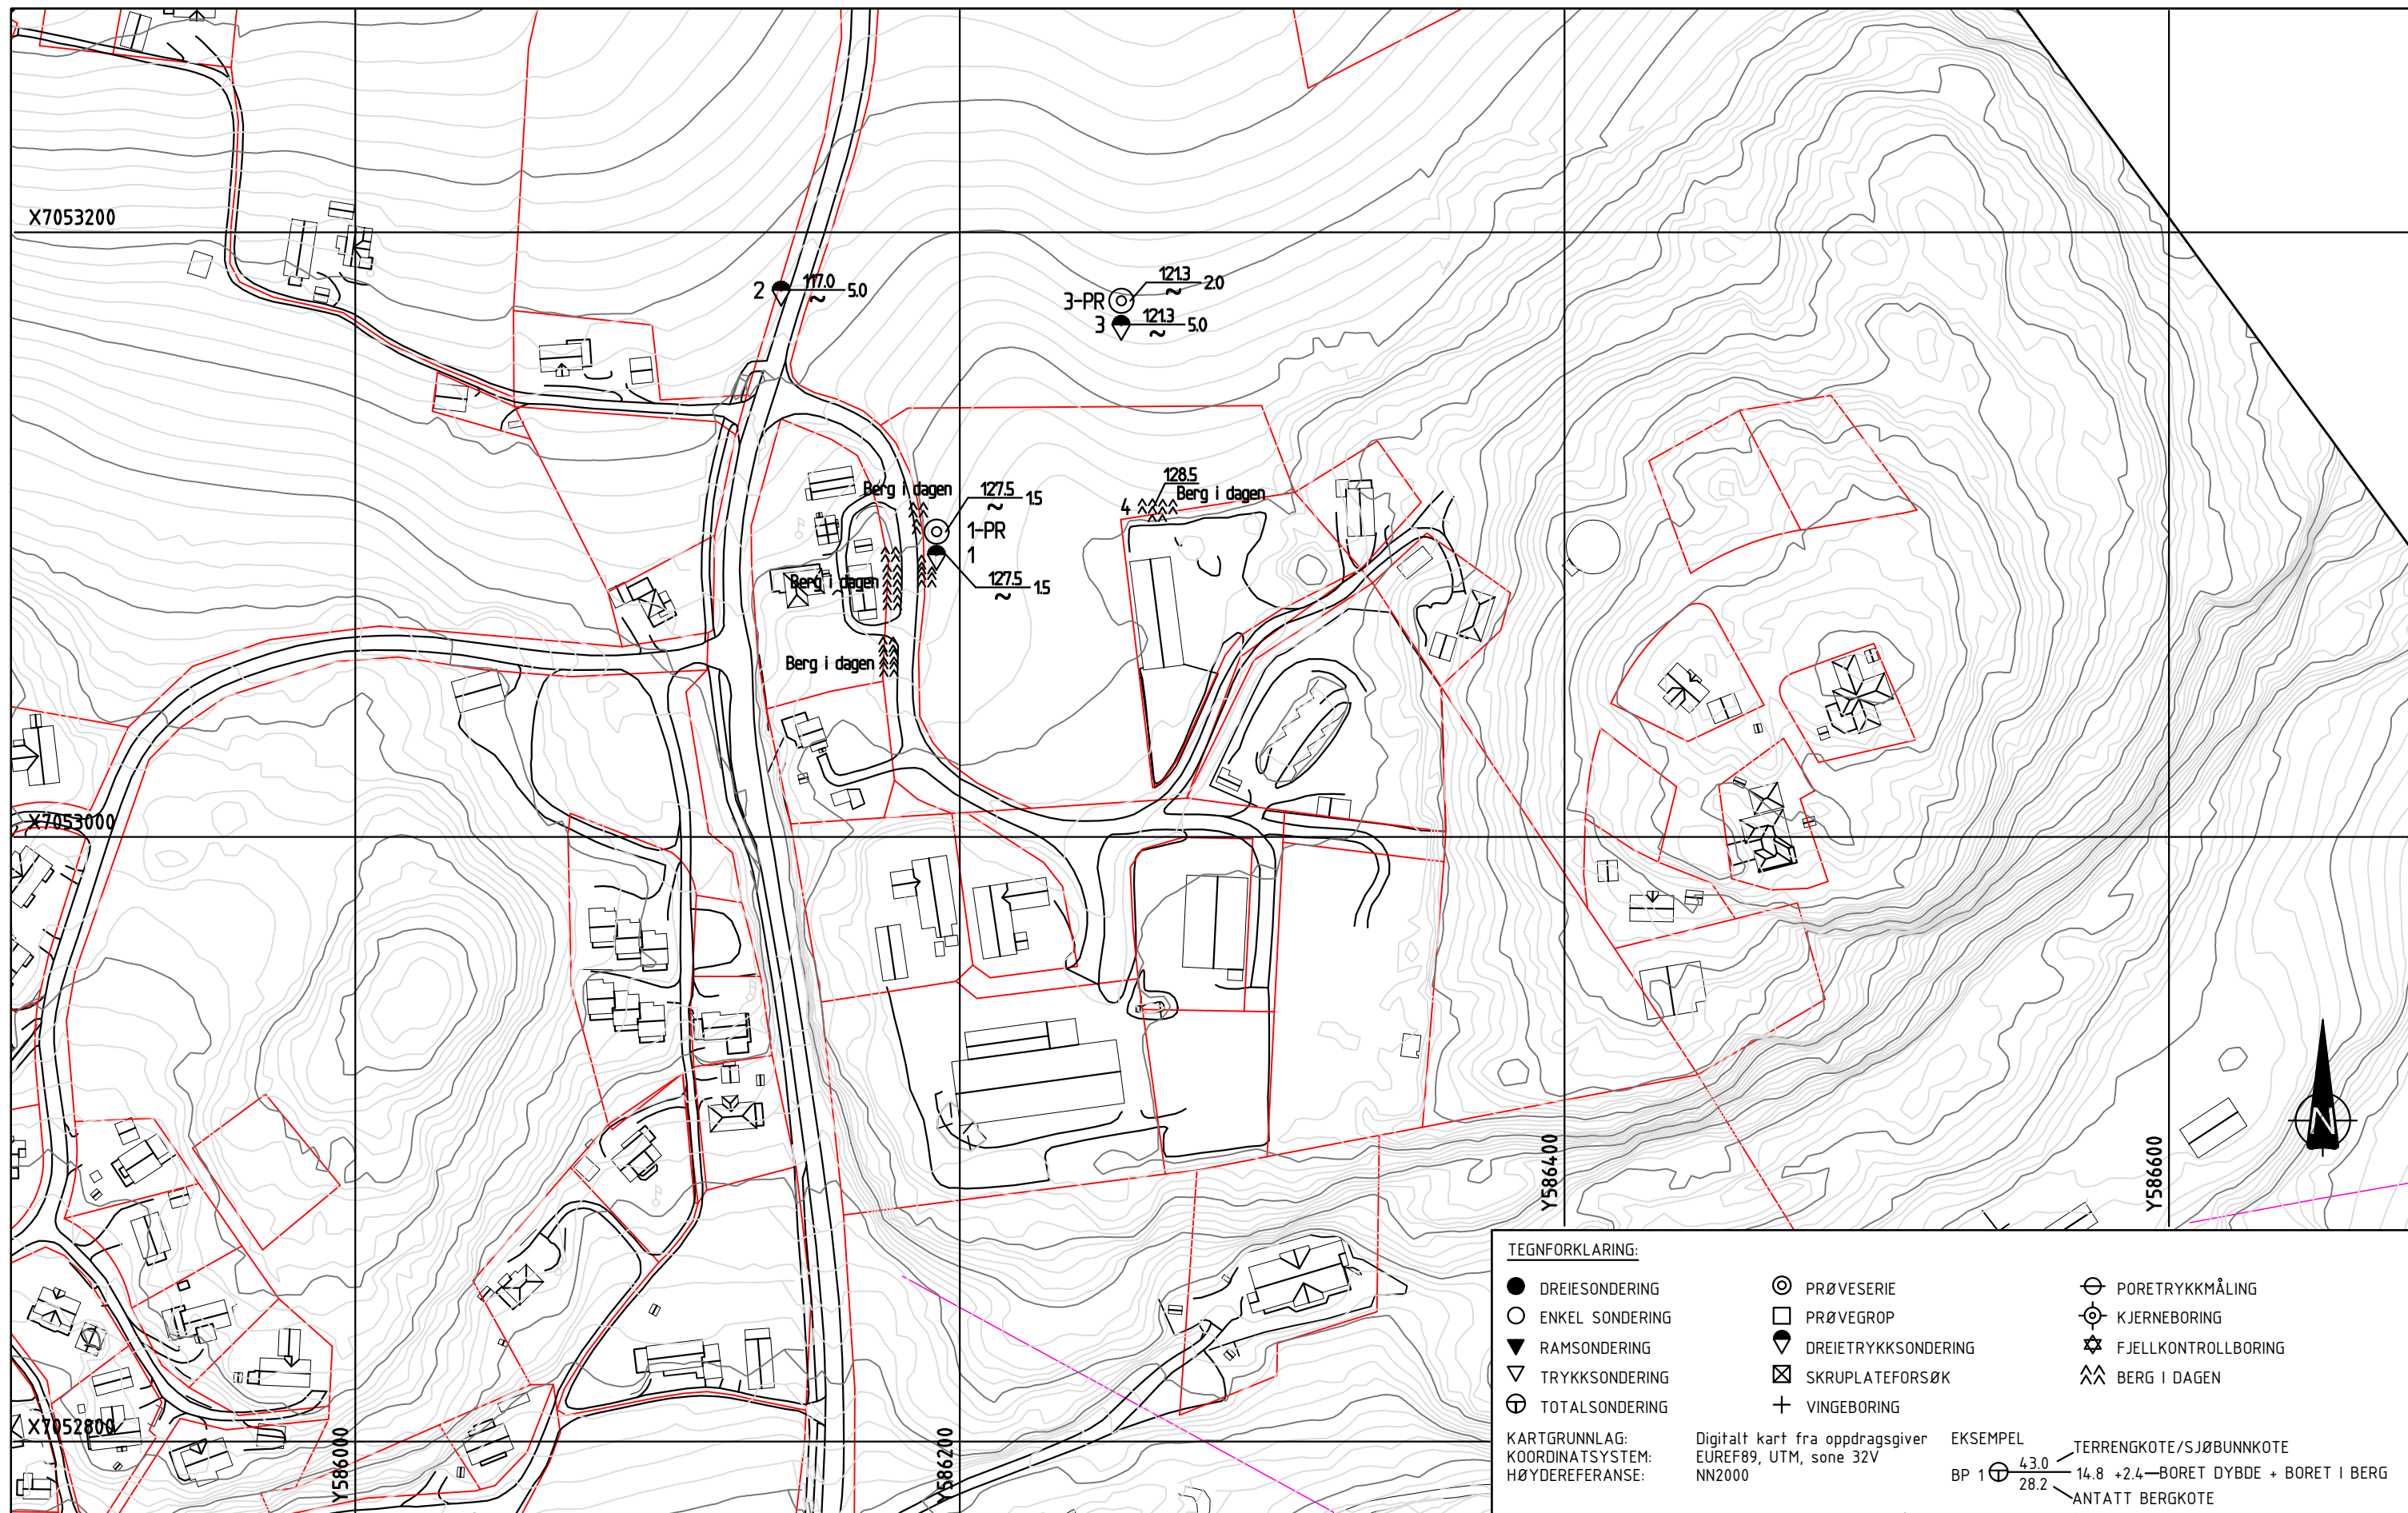 X7053200
2 117.0 ~ 5.0
3-PR 121.3 ~ 2.0
3 121.3 ~ 5.0
Berg i dagen
127.5 ~ 1.5
1-PR
1
127.5 ~ 1.5
128.5
4 Berg i dagen
Berg i dagen
Berg i dagen
X7053000
X7052800
Y586000
Y586200
Y586400
Y586600
N
TEGNFORKLARING:
DREIESONDERING
ENKEL SONDERING
RAMSONDERING
TRYKKSONDERING
TOTALSONDERING
PRØVESERIE
PRØVEGROP
DREIETRYKKSONDERING
SKRUPLATEFORSØK
VINGEBORING
PORETRYKKMÅLING
KJERNEBORING
FJELLKONTROLLBORING
BERG I DAGEN
KARTGRUNNLAG: Digitalt kart fra oppdragsgiver
KOORDINATSYSTEM: EUREF89, UTM, sone 32V
HØYDEREFERANSE: NN2000
EKSEMPEL
TERRENGKOTE/SJØBUNNKOTE
BP 1 43.0 14.8 +2.4 BORET DYBDE + BORET I BERG
28.2
ANTATT BERGKOTE